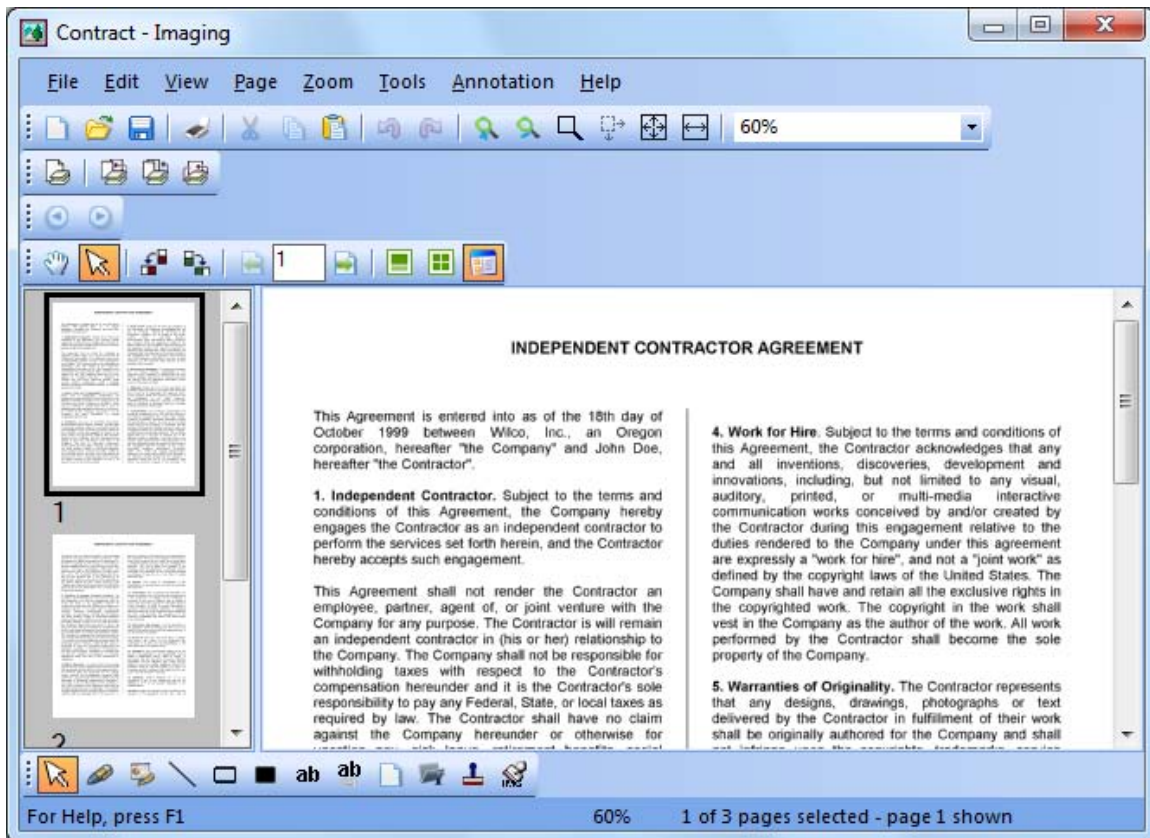 Contract - Imaging
File Edit View Page Zoom Tools Annotation Help
60%
1
INDEPENDENT CONTRACTOR AGREEMENT
This Agreement is entered into as of the 18th day of
October 1999 between Wilco, Inc., an Oregon
corporation, hereafter "the Company" and John Doe,
hereafter "the Contractor".
1. Independent Contractor. Subject to the terms and
conditions of this Agreement, the Company hereby
engages the Contractor as an independent contractor to
perform the services set forth herein, and the Contractor
hereby accepts such engagement.
This Agreement shall not render the Contractor an
employee, partner, agent of, or joint venture with the
Company for any purpose. The Contractor is will remain
an independent contractor in (his or her) relationship to
the Company. The Company shall not be responsible for
withholding taxes with respect to the Contractor's
compensation hereunder and it is the Contractor's sole
responsibility to pay any Federal, State, or local taxes as
required by law. The Contractor shall have no claim
against the Company hereunder or otherwise for
4. Work for Hire. Subject to the terms and conditions of
this Agreement, the Contractor acknowledges that any
and all inventions, discoveries, development and
innovations, including, but not limited to any visual,
auditory, printed, or multi-media interactive
communication works conceived by and/or created by
the Contractor during this engagement relative to the
duties rendered to the Company under this agreement
are expressly a "work for hire", and not a "joint work" as
defined by the copyright laws of the United States. The
Company shall have and retain all the exclusive rights in
the copyrighted work. The copyright in the work shall
vest in the Company as the author of the work. All work
performed by the Contractor shall become the sole
property of the Company.
5. Warranties of Originality. The Contractor represents
that any designs, drawings, photographs or text
delivered by the Contractor in fulfillment of their work
shall be originally authored for the Company and shall
1
2
ab ab
For Help, press F1 60% 1 of 3 pages selected - page 1 shown